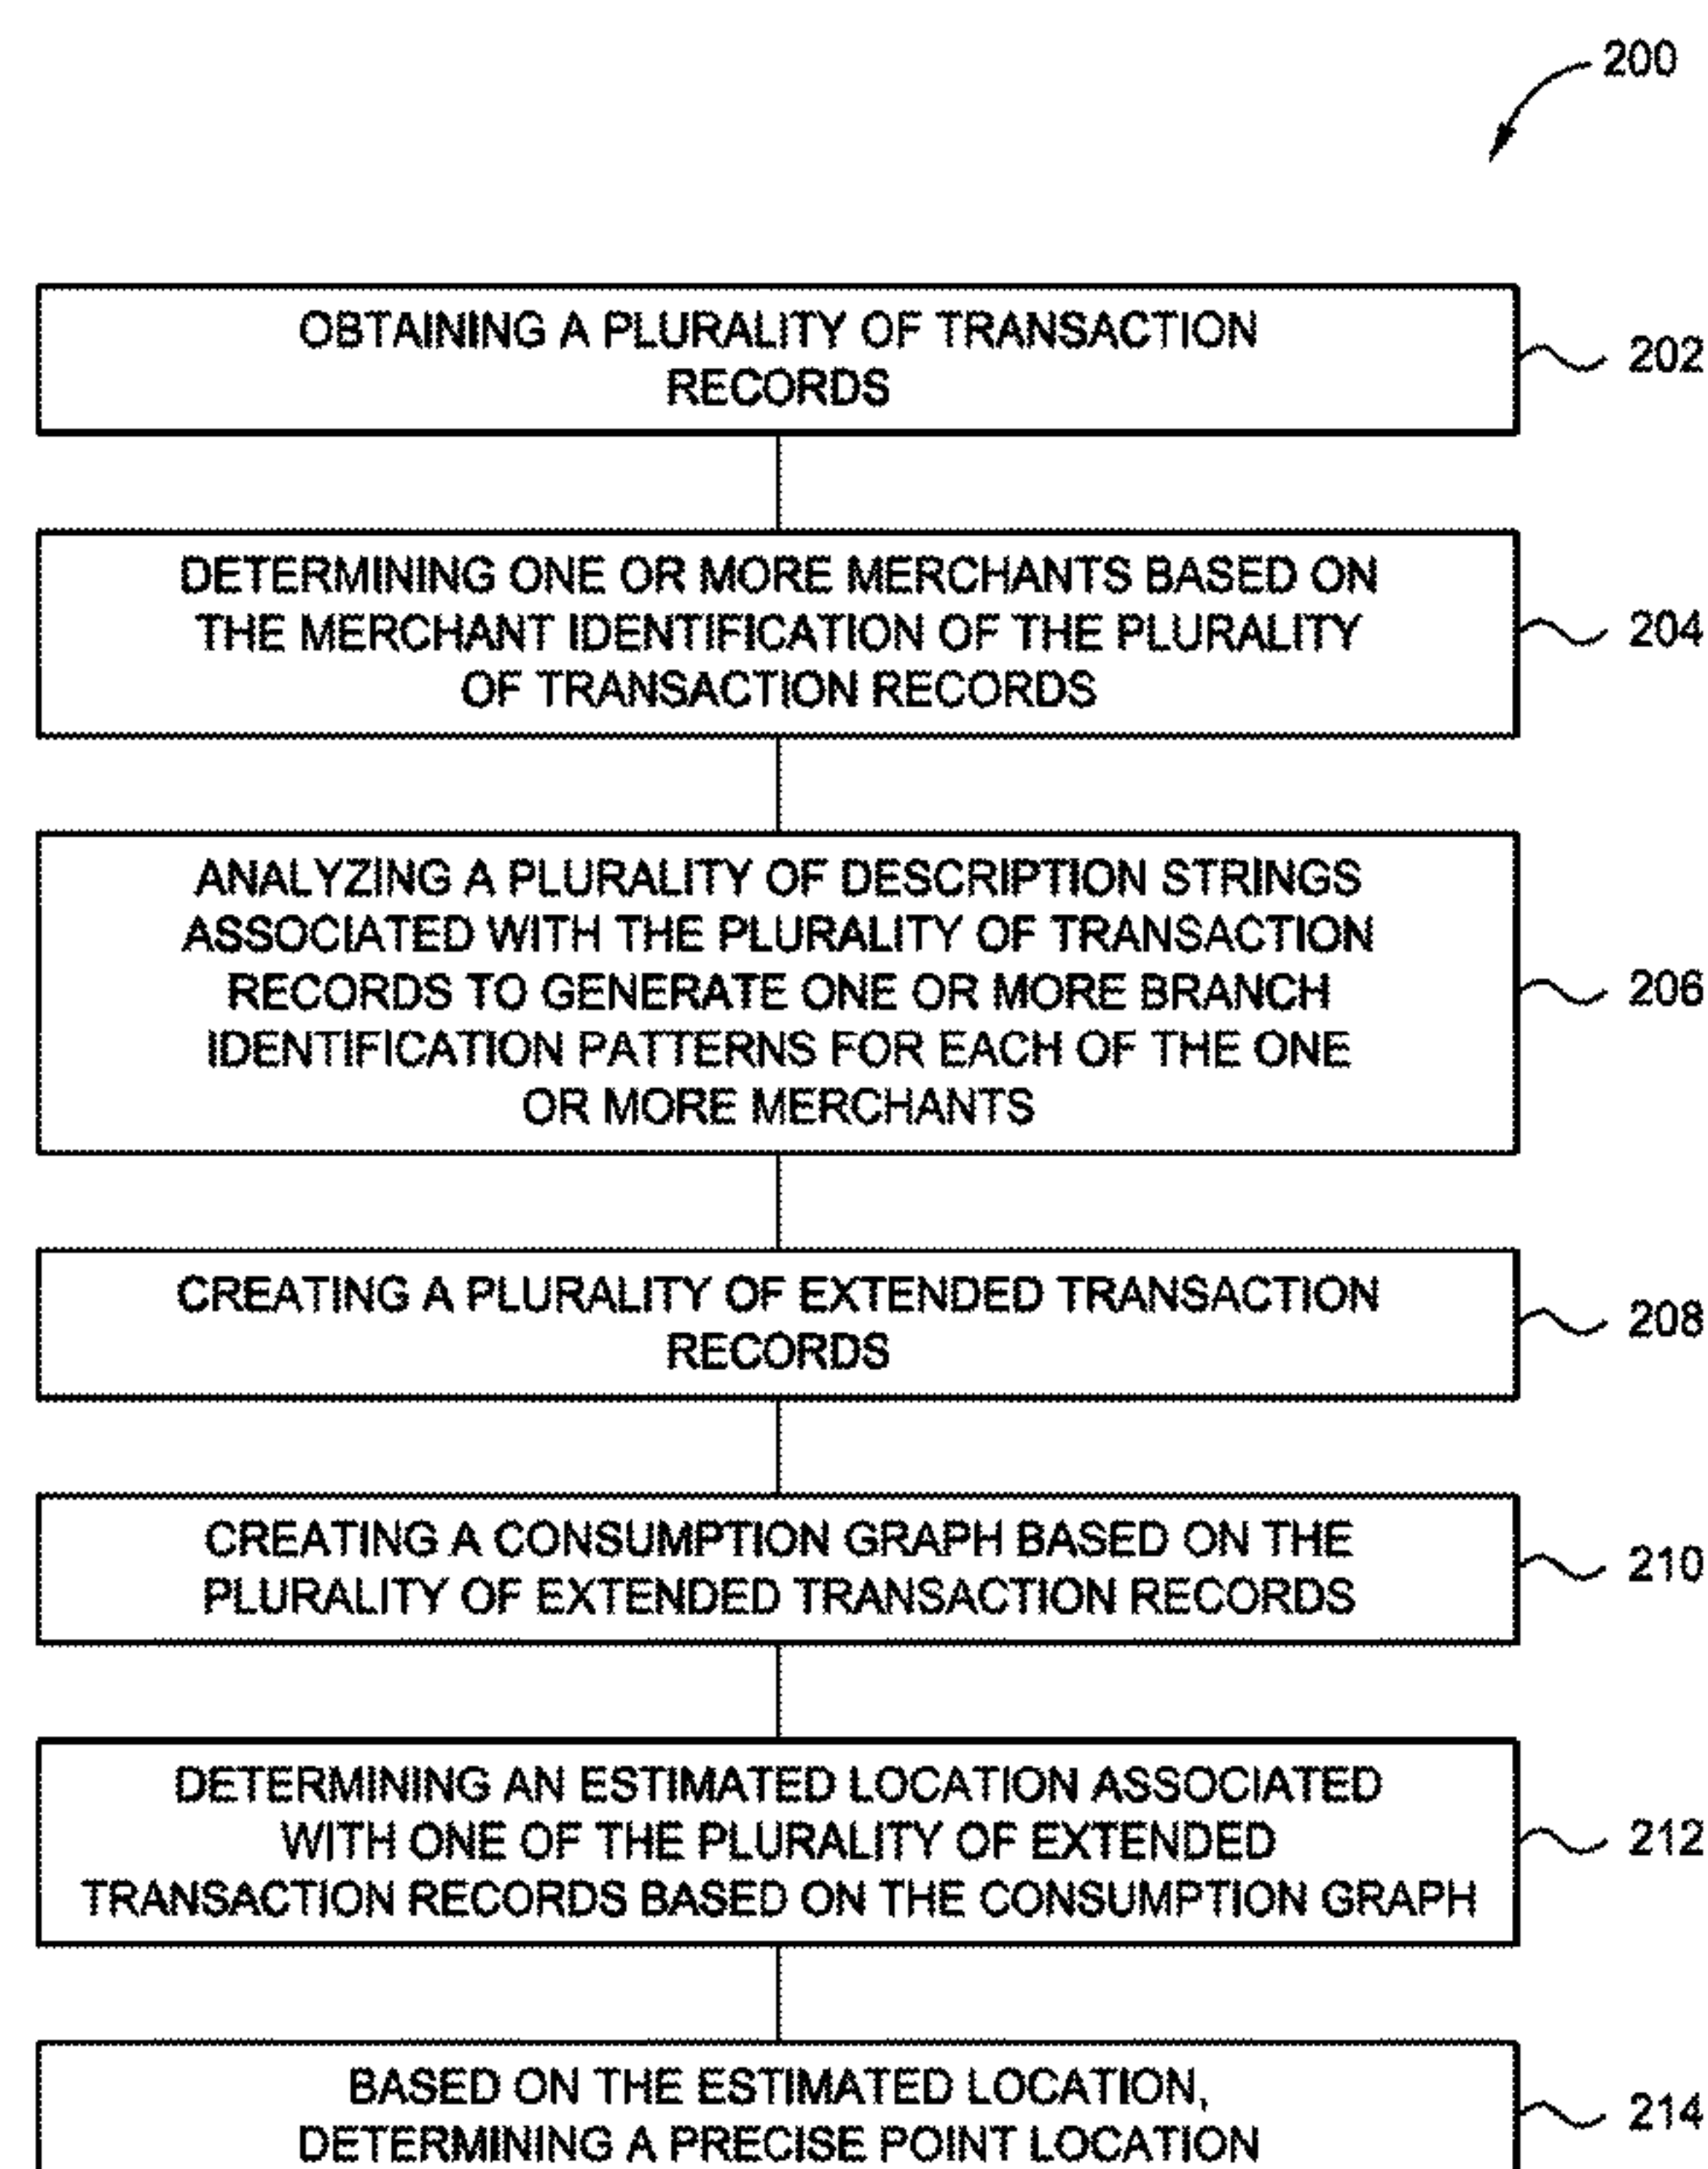 200
OBTAINING A PLURALITY OF TRANSACTION
RECORDS
202
DETERMINING ONE OR MORE MERCHANTS BASED ON
THE MERCHANT IDENTIFICATION OF THE PLURALITY
OF TRANSACTION RECORDS
204
ANALYZING A PLURALITY OF DESCRIPTION STRINGS
ASSOCIATED WITH THE PLURALITY OF TRANSACTION
RECORDS TO GENERATE ONE OR MORE BRANCH
IDENTIFICATION PATTERNS FOR EACH OF THE ONE
OR MORE MERCHANTS
206
CREATING A PLURALITY OF EXTENDED TRANSACTION
RECORDS
208
CREATING A CONSUMPTION GRAPH BASED ON THE
PLURALITY OF EXTENDED TRANSACTION RECORDS
210
DETERMINING AN ESTIMATED LOCATION ASSOCIATED
WITH ONE OF THE PLURALITY OF EXTENDED
TRANSACTION RECORDS BASED ON THE CONSUMPTION GRAPH
212
BASED ON THE ESTIMATED LOCATION,
DETERMINING A PRECISE POINT LOCATION
214